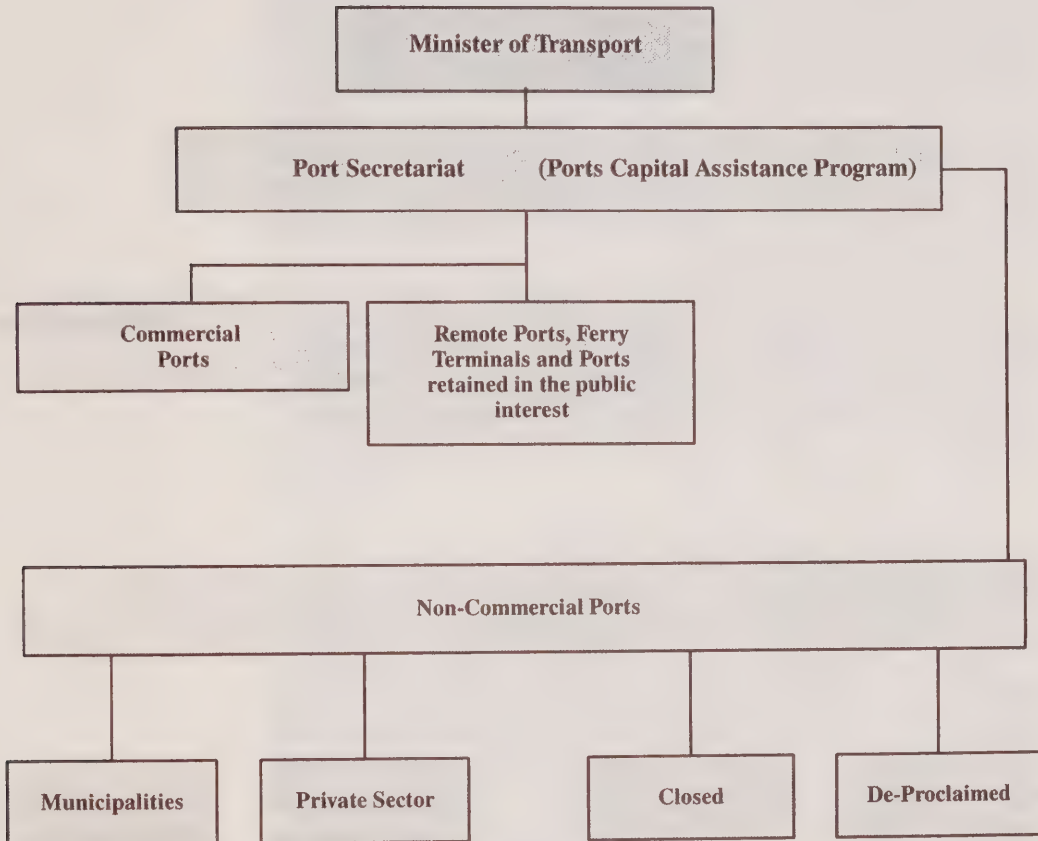 Minister of Transport
Port Secretariat (Ports Capital Assistance Program)
Commercial
Ports
Remote Ports, Ferry
Terminals and Ports
retained in the public
interest
Non-Commercial Ports
Municipalities
Private Sector
Closed
De-Proclaimed